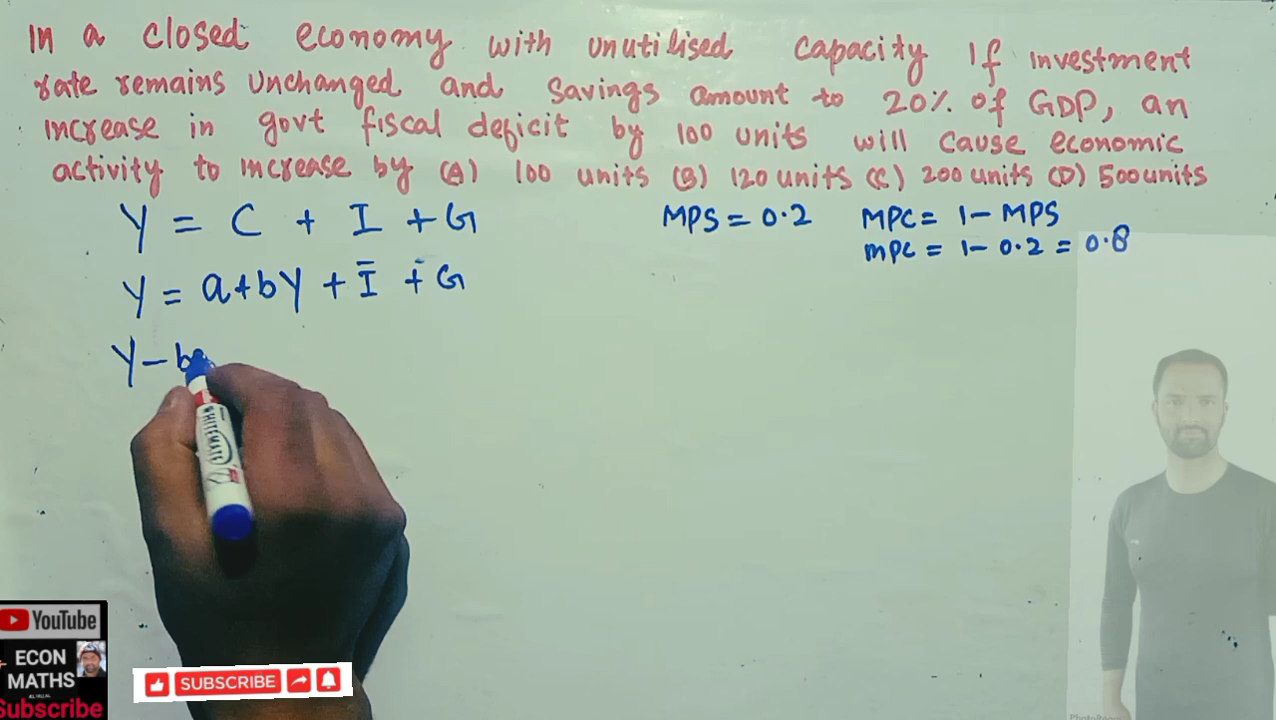 In a closed economy with unutilised capacity If investment
rate remains unchanged and savings amount to 20% of GDP, an
increase in govt fiscal deficit by 100 units will cause economic
activity to increase by (A) 100 units (B) 120 units (C) 200 units (D) 500 units
Y = C + I + G
MPS = 0.2 MPC = 1 - MPS
MPC = 1 - 0.2 = 0.8
Y = a + bY + Ī + G
Y - b
WHITEMATE
YouTube
ECON
MATHS
Subscribe
SUBSCRIBE